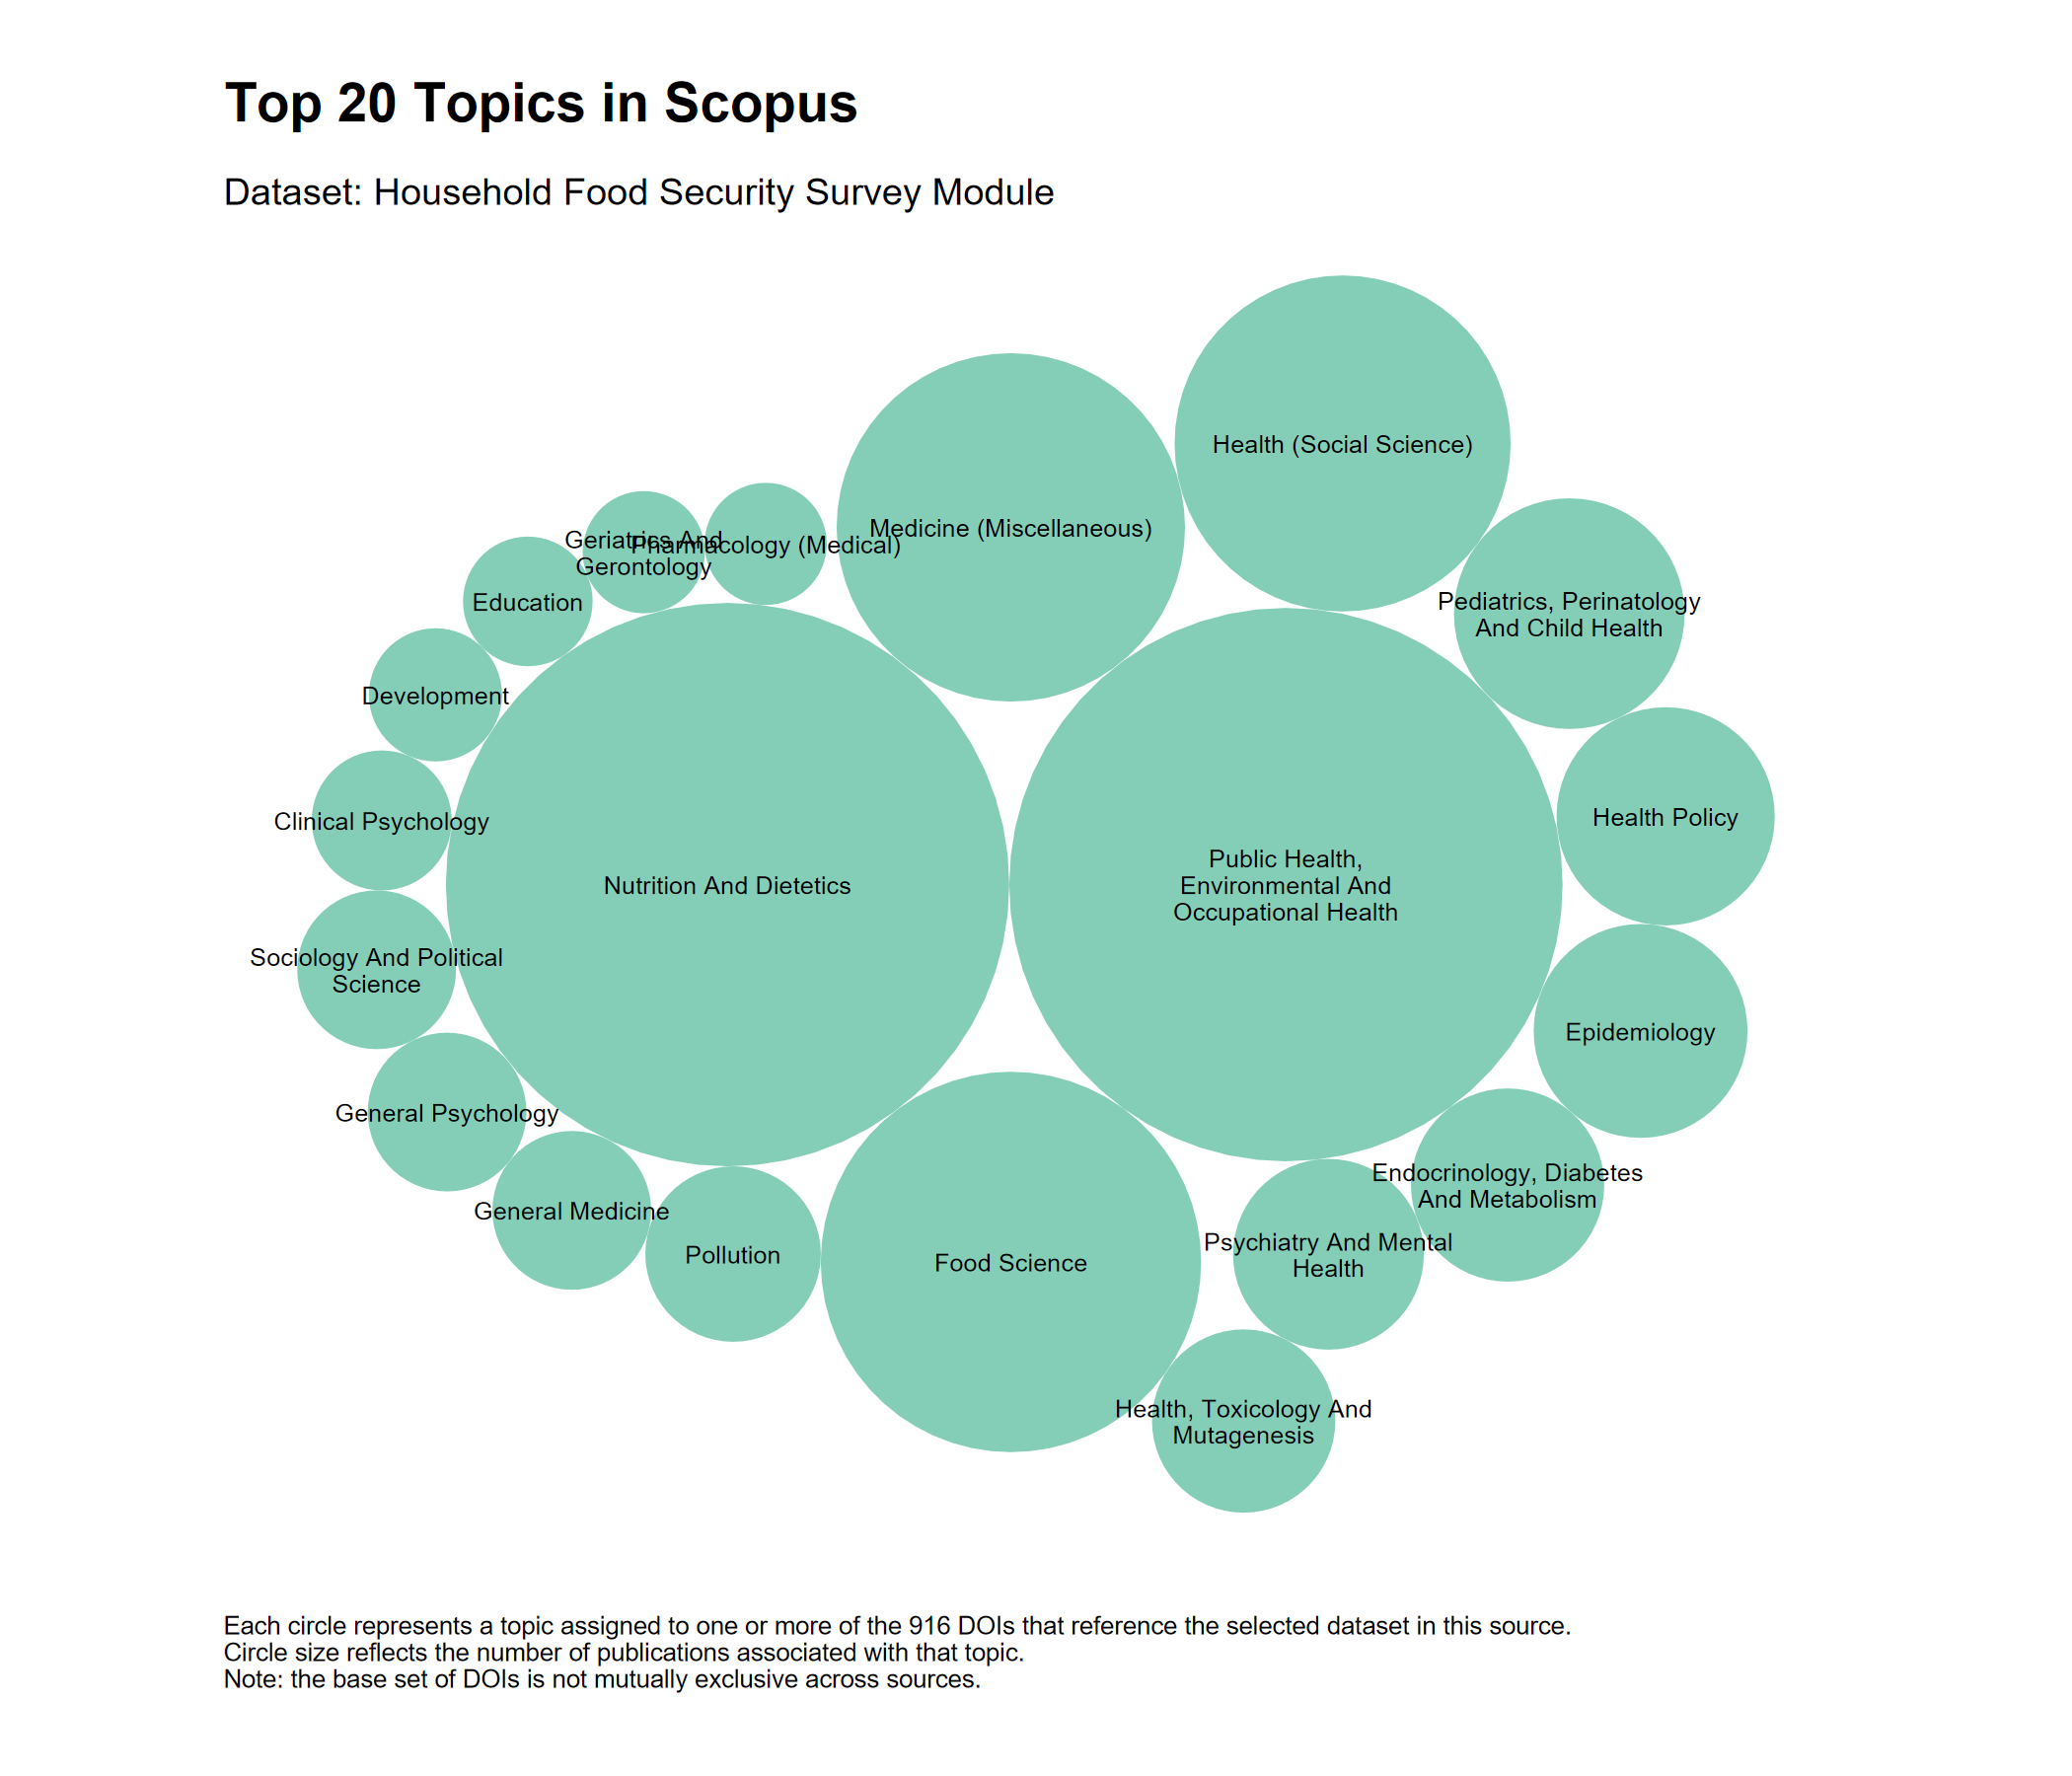 Top 20 Topics in Scopus
Dataset: Household Food Security Survey Module
Health (Social Science)
Medicine (Miscellaneous)
Geriatrics And
Gerontology
Pharmacology (Medical)
Education
Pediatrics, Perinatology
And Child Health
Development
Clinical Psychology
Health Policy
Nutrition And Dietetics
Public Health,
Environmental And
Occupational Health
Sociology And Political
Science
Epidemiology
General Psychology
Endocrinology, Diabetes
And Metabolism
General Medicine
Pollution
Food Science
Psychiatry And Mental
Health
Health, Toxicology And
Mutagenesis
Each circle represents a topic assigned to one or more of the 916 DOIs that reference the selected dataset in this source.
Circle size reflects the number of publications associated with that topic.
Note: the base set of DOIs is not mutually exclusive across sources.